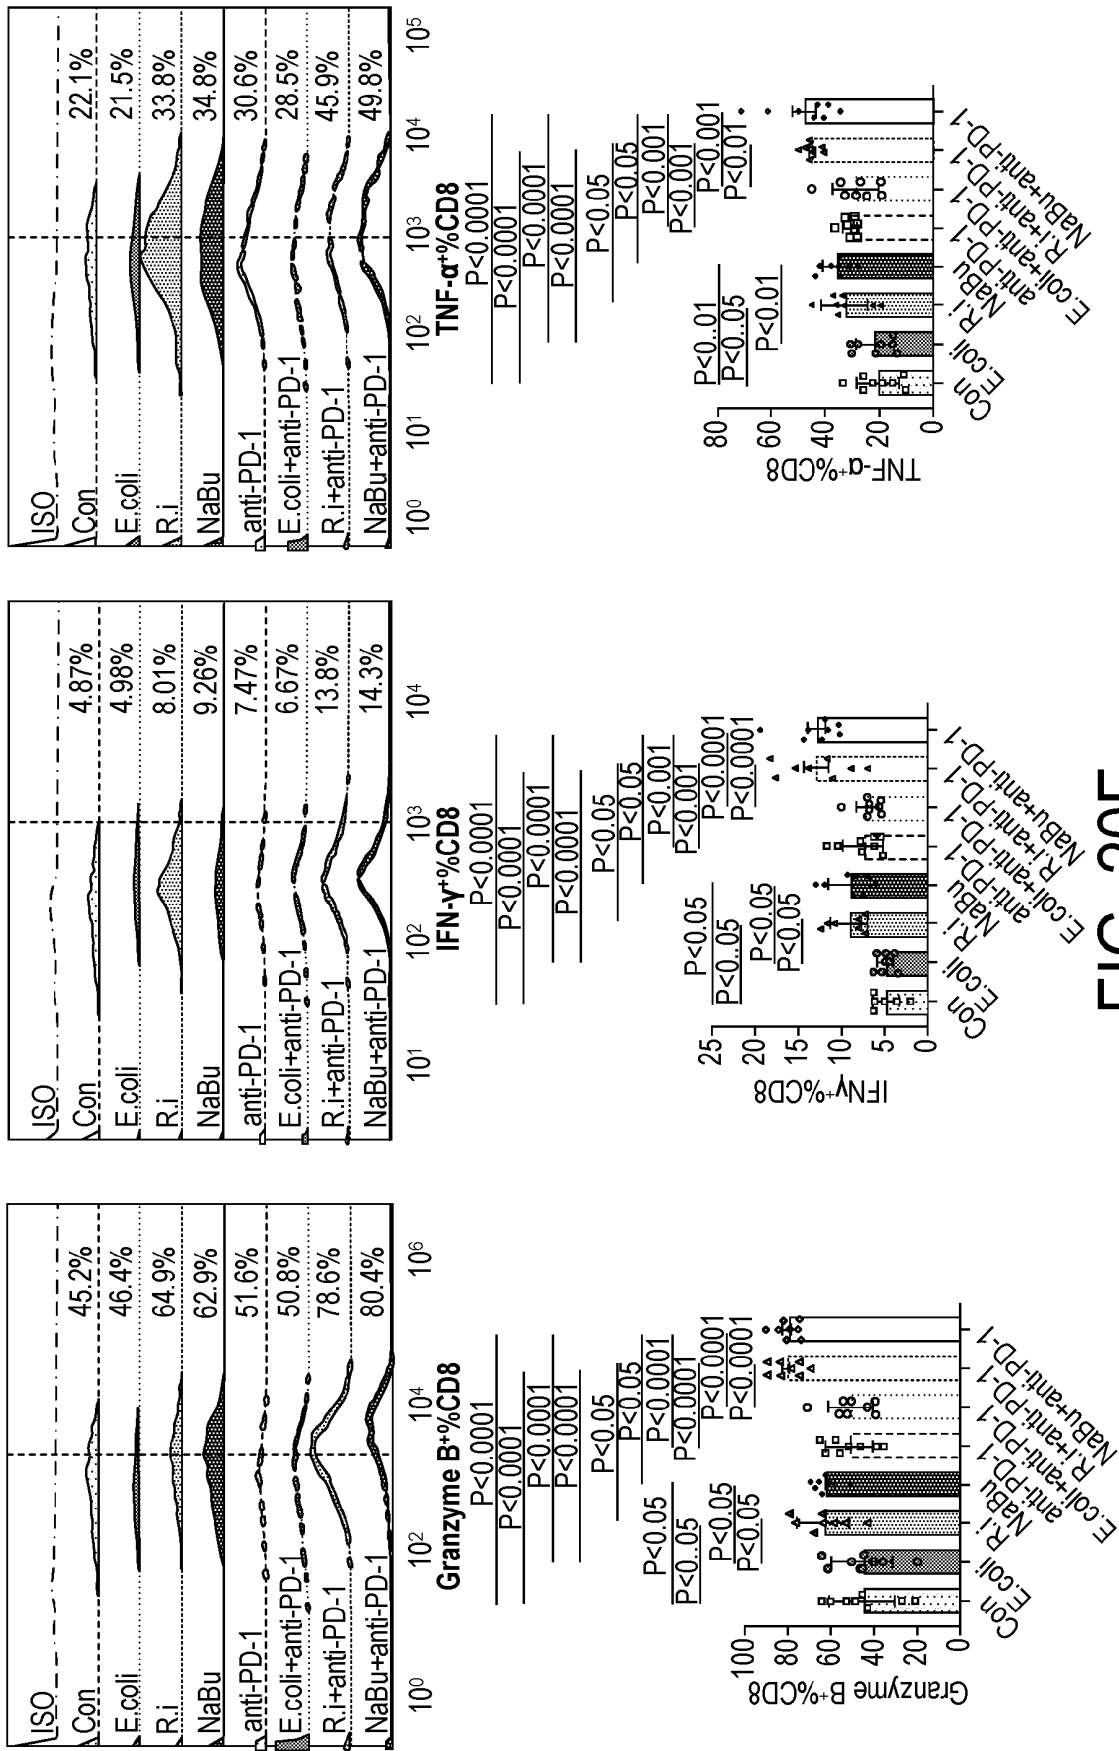 ISO
Con 45.2%
E.coli 46.4%
R.i 64.9%
NaBu 62.9%
anti-PD-1 51.6%
E.coli+anti-PD-1 50.8%
R.i+anti-PD-1 78.6%
NaBu+anti-PD-1 80.4%
10⁰ 10² 10⁴ 10⁶
Granzyme B⁺%CD8
P<0.0001
P<0.0001
P<0.0001
P<0.0001
P<0.05
P<0.05
P<0.0001
P<0.0001
P<0.0001
P<0.0001
P<0.05
P<0..05
P<0.05
P<0.05
Granzyme B⁺%CD8
100
80
60
40
20
0
Con
E.coli
R.i
NaBu
anti-PD-1
E.coli+anti-PD-1
R.i+anti-PD-1
NaBu+anti-PD-1
ISO
Con 4.87%
E.coli 4.98%
R.i 8.01%
NaBu 9.26%
anti-PD-1 7.47%
E.coli+anti-PD-1 6.67%
R.i+anti-PD-1 13.8%
NaBu+anti-PD-1 14.3%
10¹ 10² 10³ 10⁴
IFN-γ⁺%CD8
P<0.0001
P<0.0001
P<0.0001
P<0.0001
P<0.05
P<0.05
P<0.001
P<0.001
P<0.0001
P<0.0001
P<0.05
P<0..05
P<0.05
P<0.05
IFNγ⁺%CD8
25
20
15
10
5
0
Con
E.coli
R.i
NaBu
anti-PD-1
E.coli+anti-PD-1
R.i+anti-PD-1
NaBu+anti-PD-1
ISO
Con 22.1%
E.coli 21.5%
R.i 33.8%
NaBu 34.8%
anti-PD-1 30.6%
E.coli+anti-PD-1 28.5%
R.i+anti-PD-1 45.9%
NaBu+anti-PD-1 49.8%
10⁰ 10¹ 10² 10³ 10⁴ 10⁵
TNF-α⁺%CD8
P<0.0001
P<0.0001
P<0.0001
P<0.0001
P<0.05
P<0.05
P<0.001
P<0.001
P<0.001
P<0.01
P<0..01
P<0..05
P<0.01
TNF-α⁺%CD8
80
60
40
20
0
Con
E.coli
R.i
NaBu
anti-PD-1
E.coli+anti-PD-1
R.i+anti-PD-1
NaBu+anti-PD-1